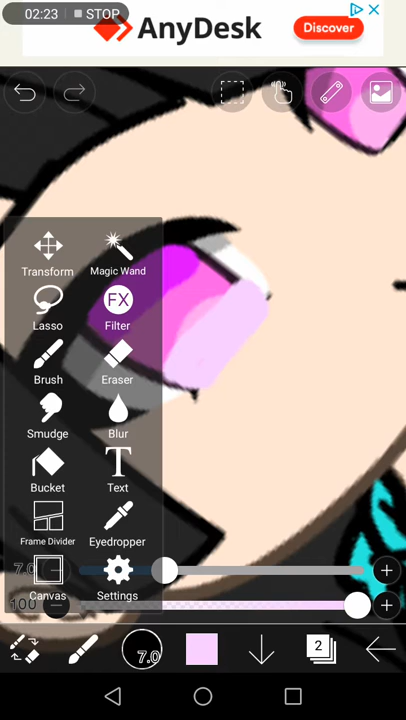 02:23 STOP
AnyDesk
Discover
Transform
Magic Wand
Lasso
FX
Filter
Brush
Eraser
Smudge
Blur
Bucket
T
Text
Frame Divider
Eyedropper
7.0
Canvas
Settings
100
7.0
2